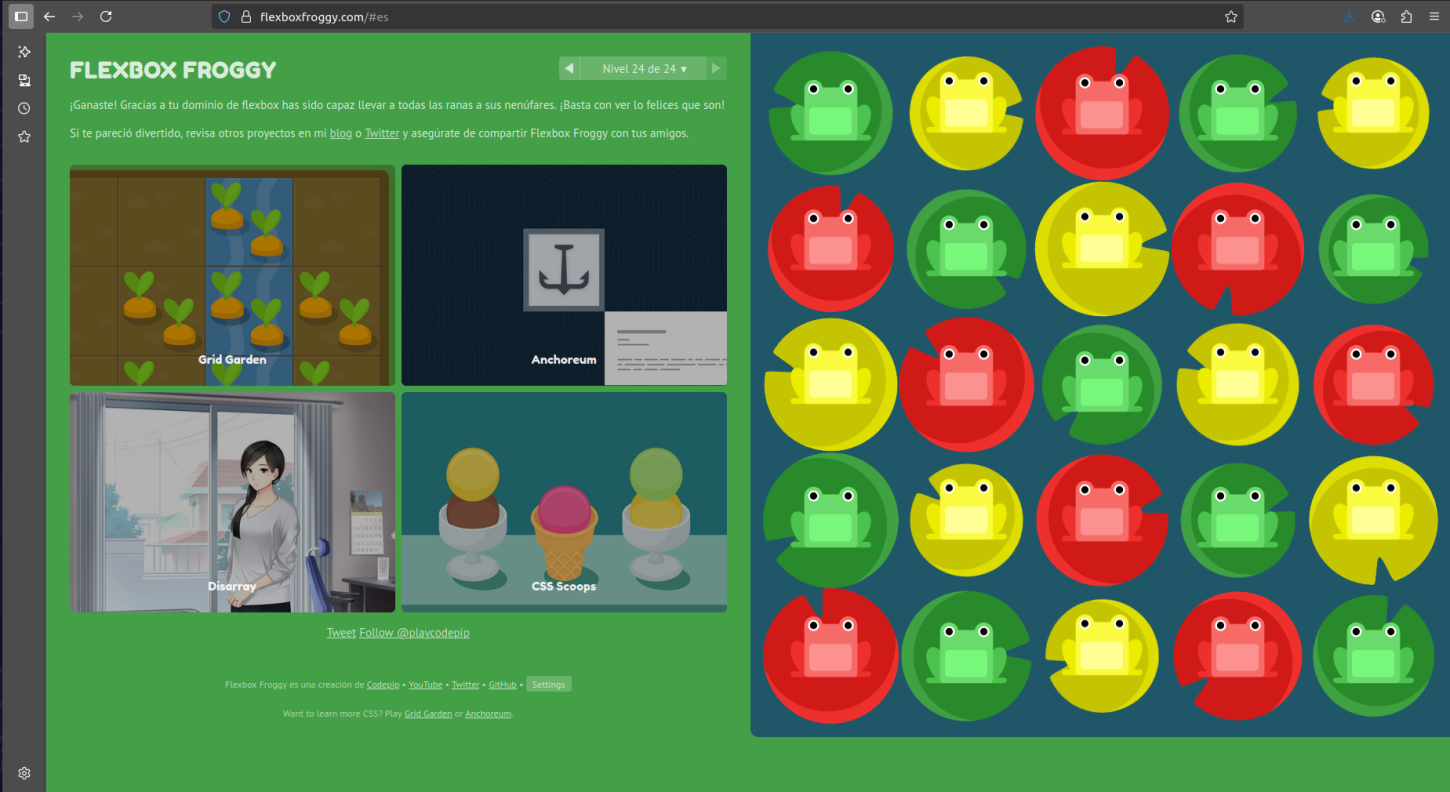 flexboxfroggy.com/#es
FLEXBOX FROGGY
Nivel 24 de 24 ▾
¡Ganaste! Gracias a tu dominio de flexbox has sido capaz llevar a todas las ranas a sus nenúfares. ¡Basta con ver lo felices que son!
Si te pareció divertido, revisa otros proyectos en mi blog o Twitter y asegúrate de compartir Flexbox Froggy con tus amigos.
Grid Garden
Anchoreum
Disarray
CSS Scoops
Tweet Follow @playcodepip
Flexbox Froggy es una creación de Codepip • YouTube • Twitter • GitHub • Settings
Want to learn more CSS? Play Grid Garden or Anchoreum.